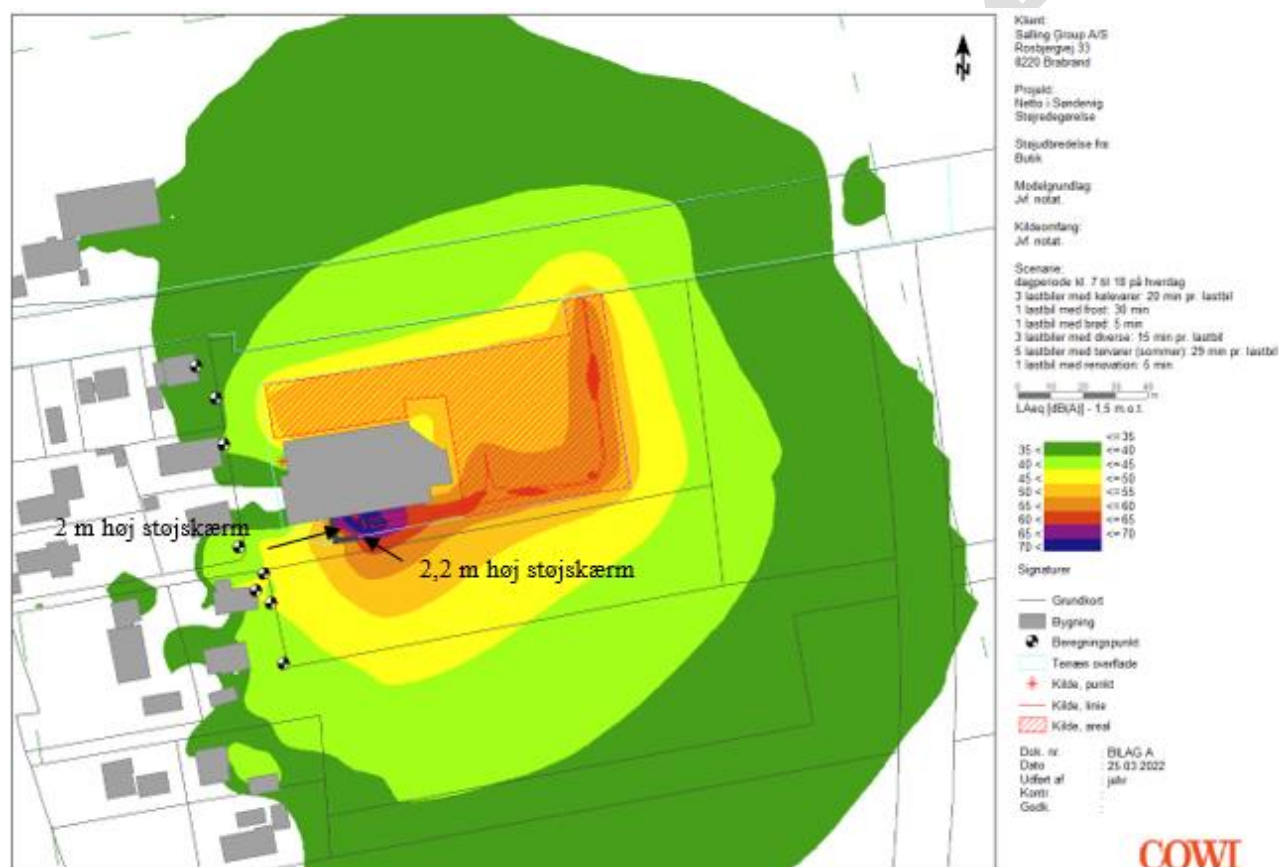 Klient:
Salling Group A/S
Rosbjergvej 33
8220 Brabrand
Projekt:
Netto i Søndervig
Støjredegørelse
Støjudbredelse fra:
Butik
Modelgrundlag:
Jvf. notat.
Kildeomfang:
Jvf. notat.
Scenarie:
dagperiode kl. 7 til 18 på hverdag
3 lastbiler med kølevarer: 20 min pr. lastbil
1 lastbil med frost: 30 min
1 lastbil med brød: 5 min
3 lastbiler med diverse: 15 min pr. lastbil
5 lastbiler med tørvarer (sommer): 29 min pr. lastbil
1 lastbil med renovation: 5 min
0 10 20 30 40
m
LAeq [dB(A)] - 1,5 m.o.t.
<= 35
35 < <= 40
40 < <= 45
45 < <= 50
50 < <= 55
55 < <= 60
60 < <= 65
65 < <= 70
70 <
Signaturer
Grundkort
Bygning
Beregningspunkt
Terræn overflade
Kilde, punkt
Kilde, linie
Kilde, areal
Dok. nr. : BILAG A
Dato : 25.03.2022
Udført af : jahr
Kontr. :
Godk. :
COWI
N
2 m høj støjskærm
2,2 m høj støjskærm